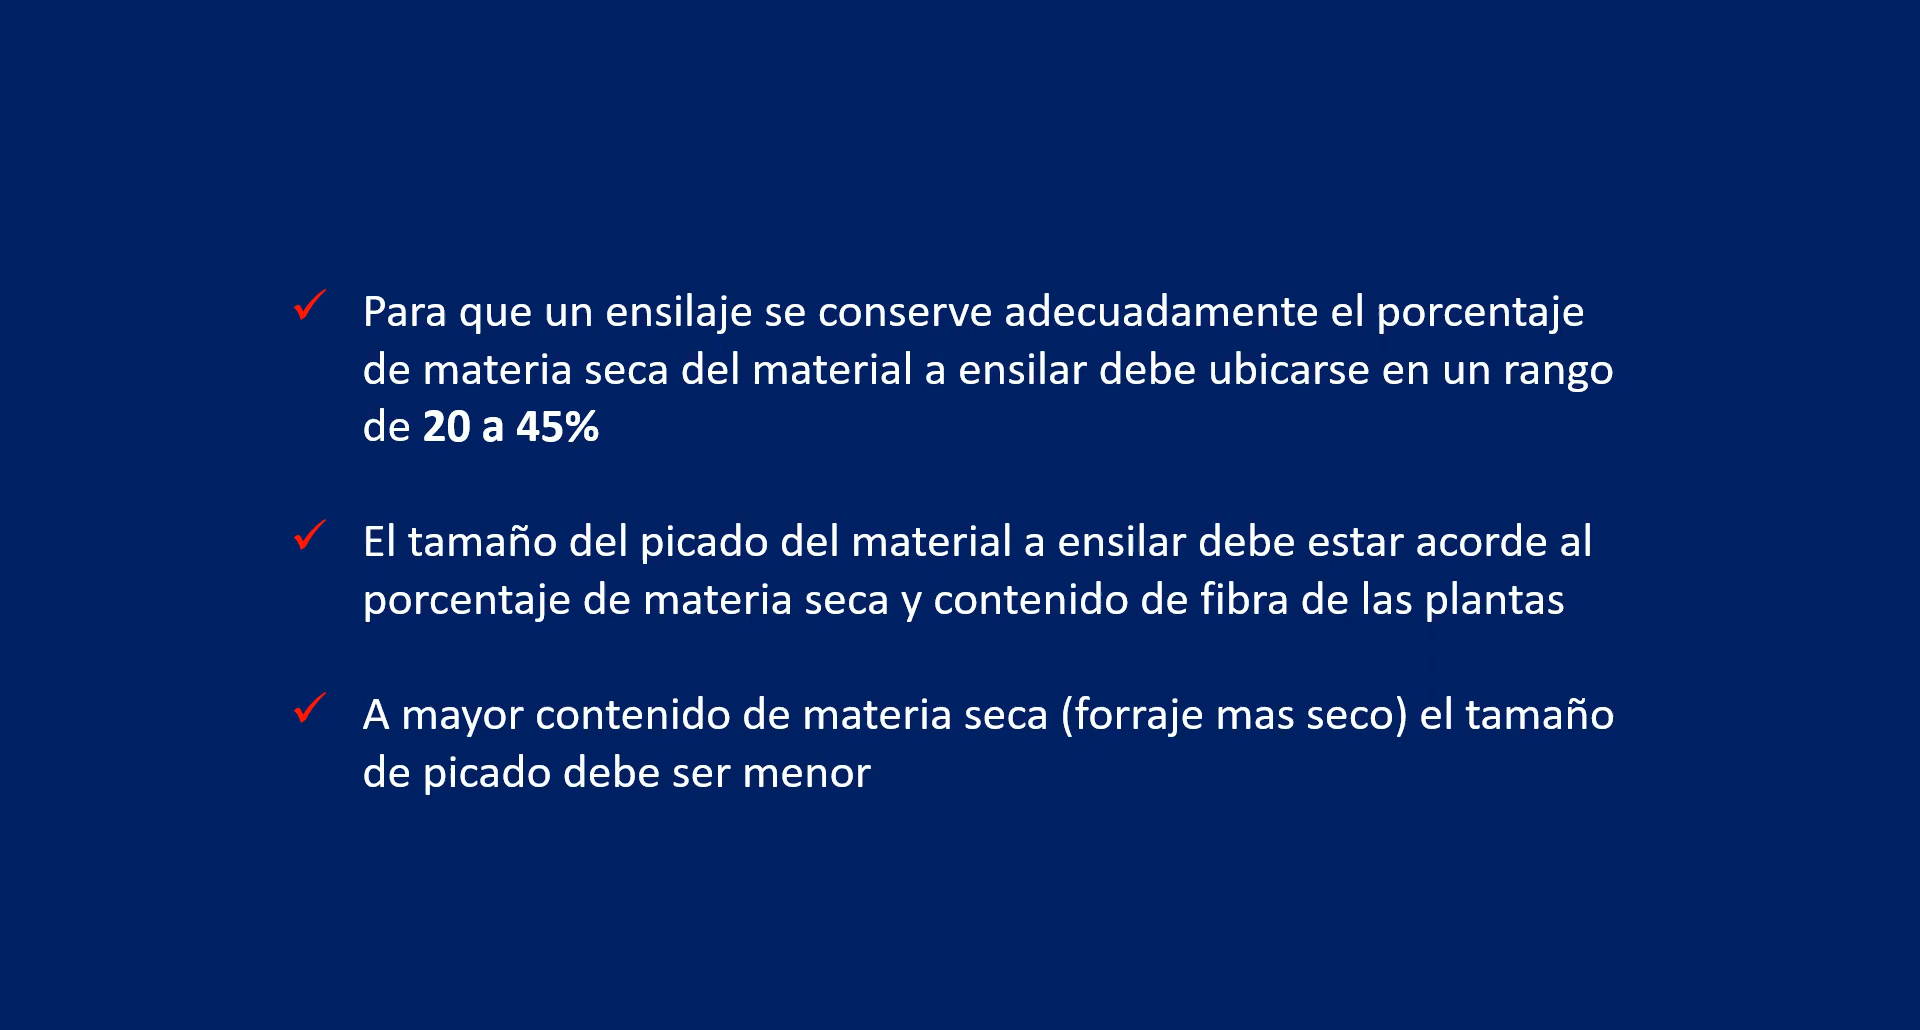 ✓ Para que un ensilaje se conserve adecuadamente el porcentaje
de materia seca del material a ensilar debe ubicarse en un rango
de 20 a 45%
✓ El tamaño del picado del material a ensilar debe estar acorde al
porcentaje de materia seca y contenido de fibra de las plantas
✓ A mayor contenido de materia seca (forraje mas seco) el tamaño
de picado debe ser menor